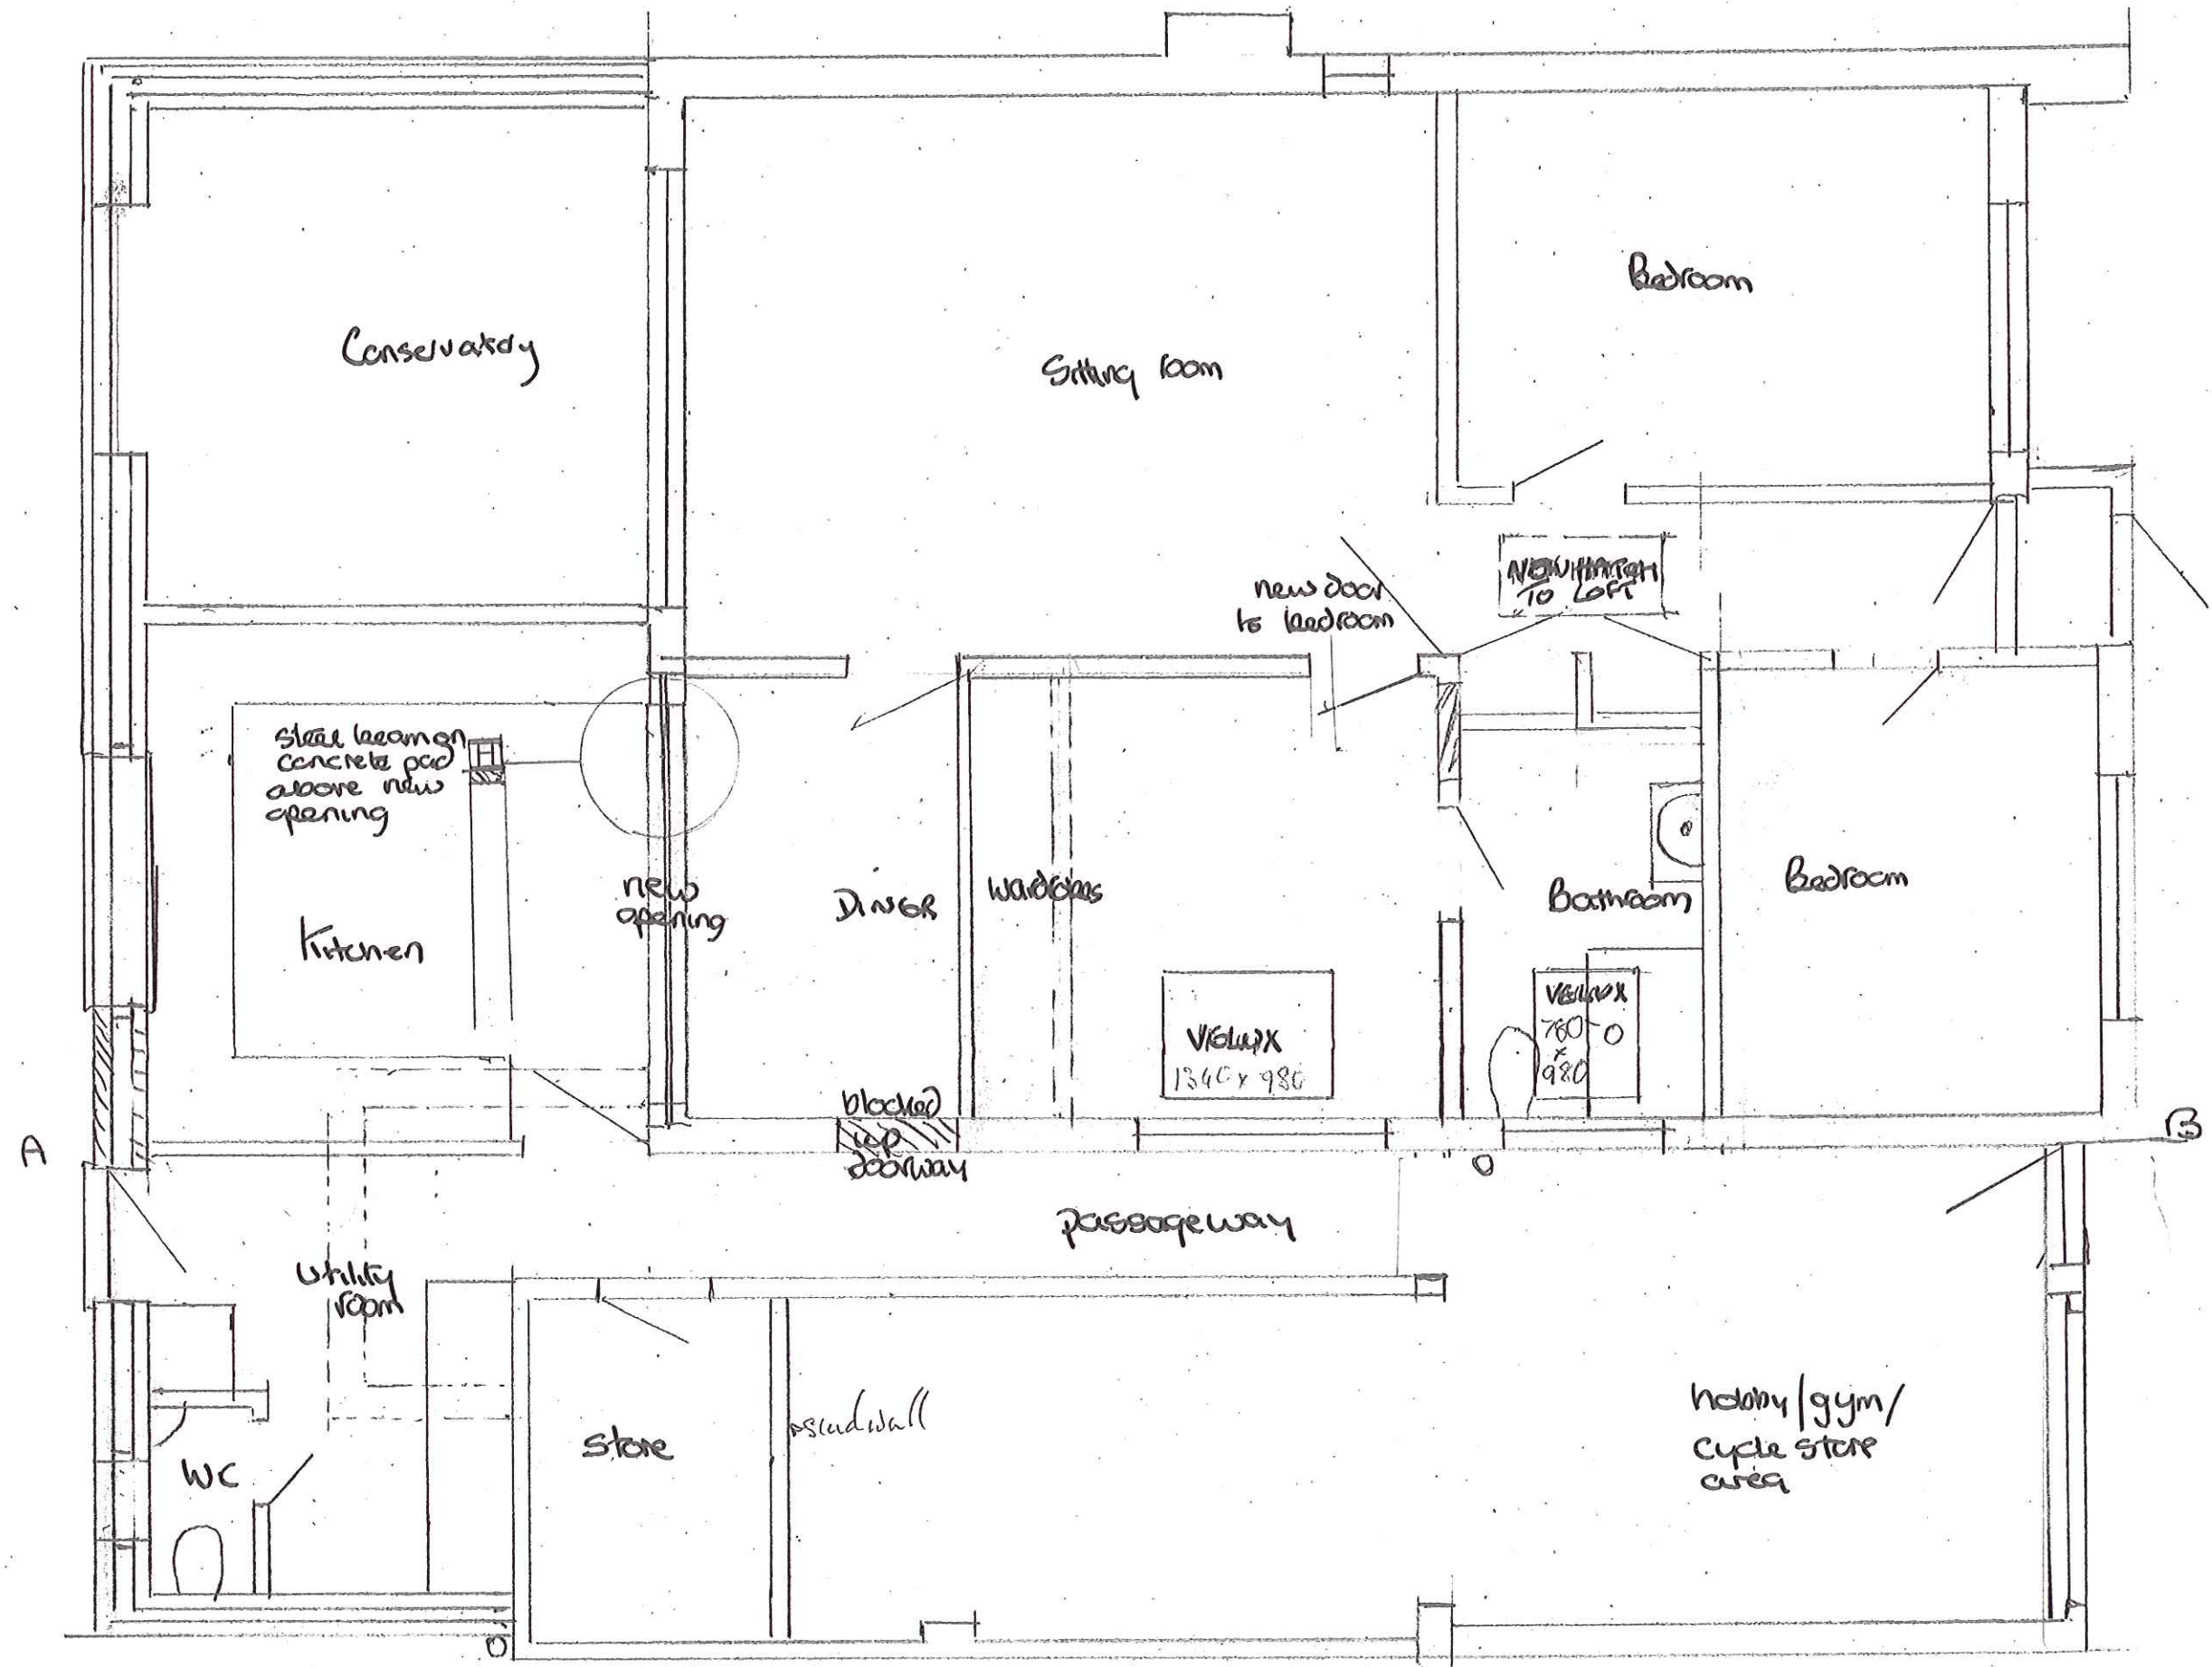 Conservatory
Sitting room
Bedroom
NEW HATCH
TO LOFT
new door
to bedroom
steel beam on
concrete pad
above new
opening
Kitchen
new
opening
DINER
wardrobes
VELUX
1340 x 980
Bathroom
VELUX
780
x
980
Bedroom
blocked
up
doorway
A
B
passageway
utility
room
WC
Store
studwall
hobby/gym/
cycle store
area